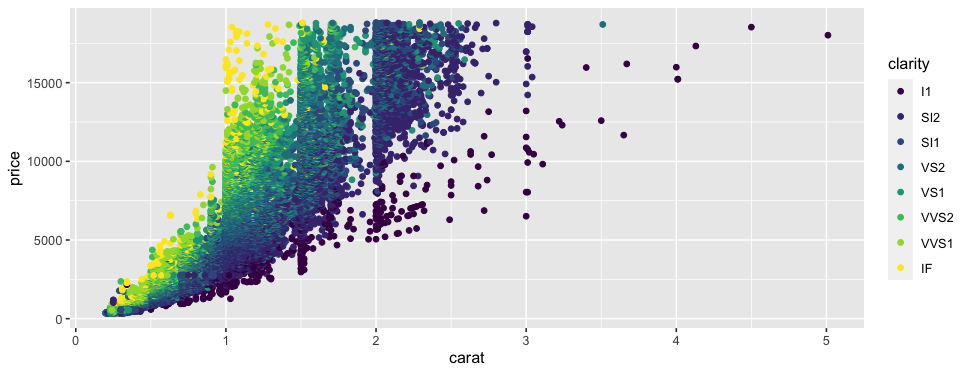 15000
10000
5000
0
price
0 1 2 3 4 5
carat
clarity
I1
SI2
SI1
VS2
VS1
VVS2
VVS1
IF